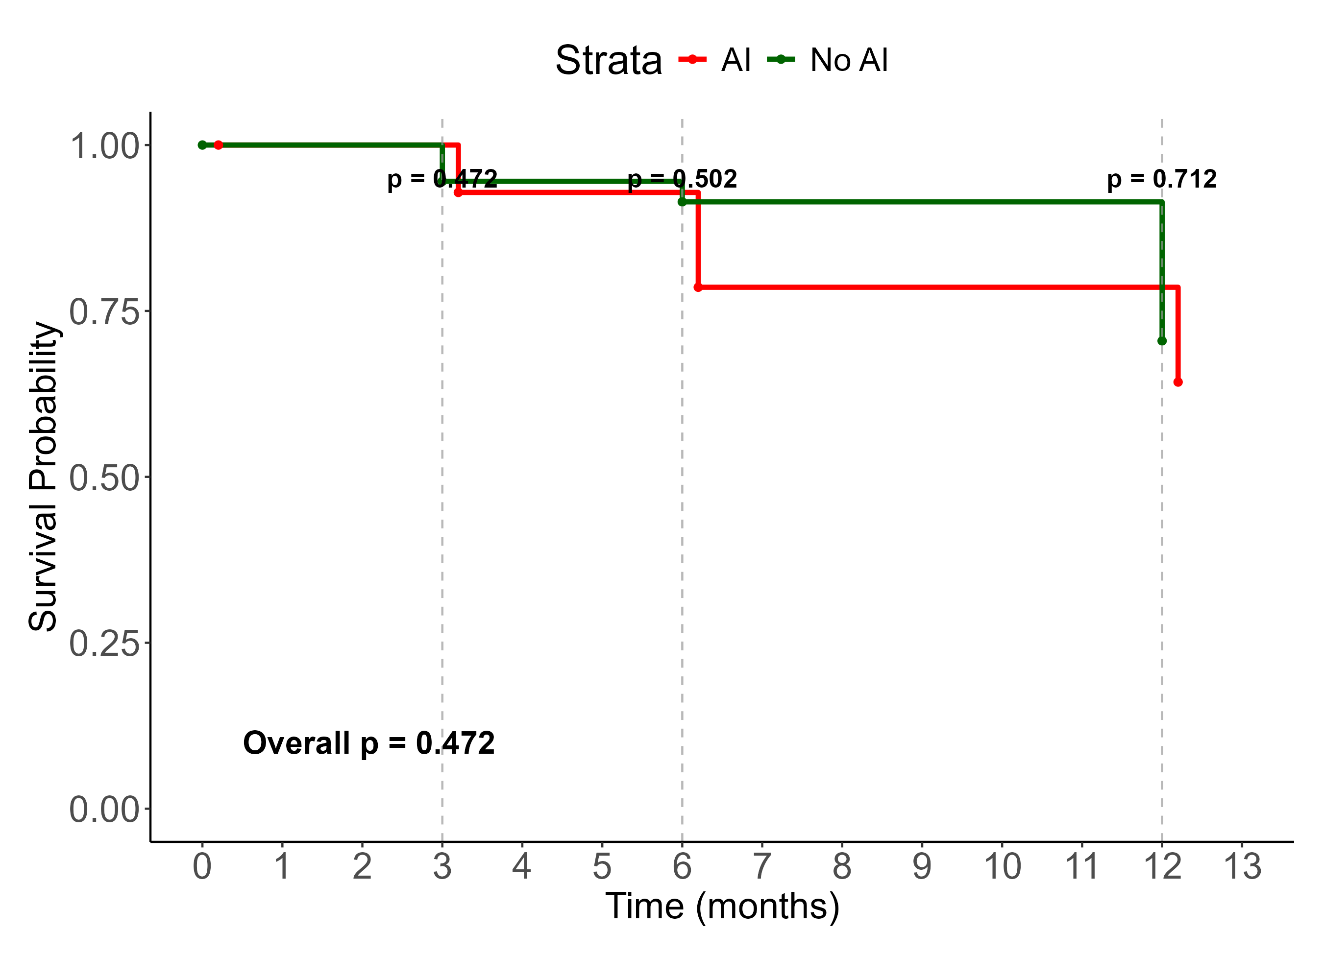 Strata AI No AI
1.00
p = 0.472 p = 0.502 p = 0.712
0.75
Survival Probability
0.50
0.25
Overall p = 0.472
0.00
0 1 2 3 4 5 6 7 8 9 10 11 12 13
Time (months)